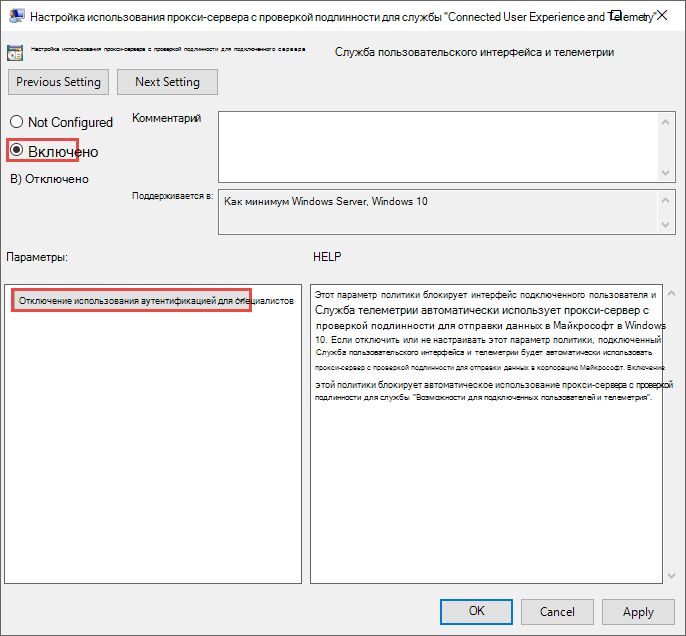 Настройка использования прокси-сервера с проверкой подлинности для службы "Connected User Experience and Telemetry"
Настройка использования прокси-сервера с проверкой подлинности для подключенного сервера
Служба пользовательского интерфейса и телеметрии
Previous Setting
Next Setting
Not Configured
Комментарий
Включено
В) Отключено
Поддерживается в:
Как минимум Windows Server, Windows 10
Параметры:
HELP
Отключение использования аутентификацией для специалистов
Этот параметр политики блокирует интерфейс подключенного пользователя и
Служба телеметрии автоматически использует прокси-сервер с
проверкой подлинности для отправки данных в Майкрософт в Windows
10. Если отключить или не настраивать этот параметр политики, подключенный
Служба пользовательского интерфейса и телеметрии будет автоматически использовать
прокси-сервер с проверкой подлинности для отправки данных в корпорацию Майкрософт. Включение
этой политики блокирует автоматическое использование прокси-сервера с проверкой
подлинности для службы "Возможности для подключенных пользователей и телеметрия".
OK
Cancel
Apply